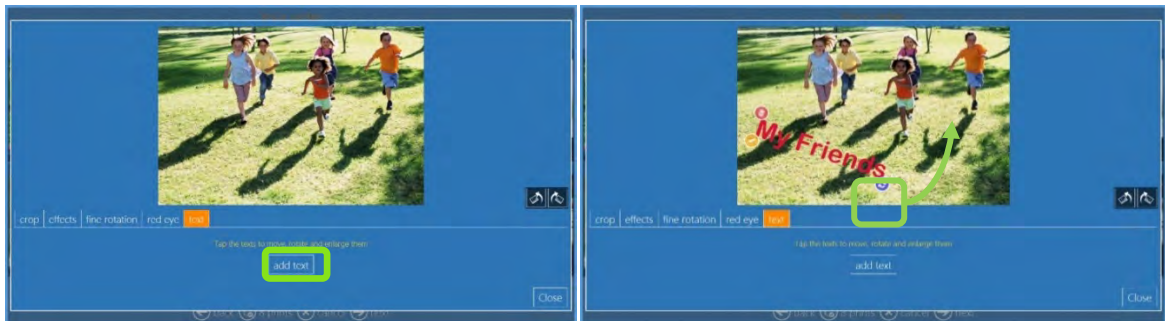 crop effects fine rotation red eye text
Tap the texts to move, rotate and enlarge them
add text
Close
My Friends
crop effects fine rotation red eye text
Tap the texts to move, rotate and enlarge them
add text
Close